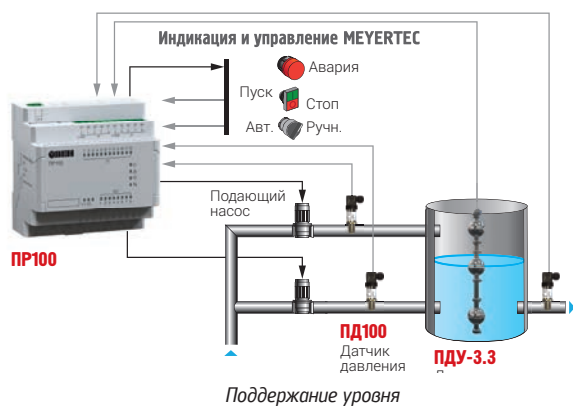 Индикация и управление MEYERTEC
Авария
Пуск
Стоп
Авт.
Ручн.
Подающий
насос
ПР100
ПД100
Датчик
давления
ПДУ-3.3
Поддержание уровня